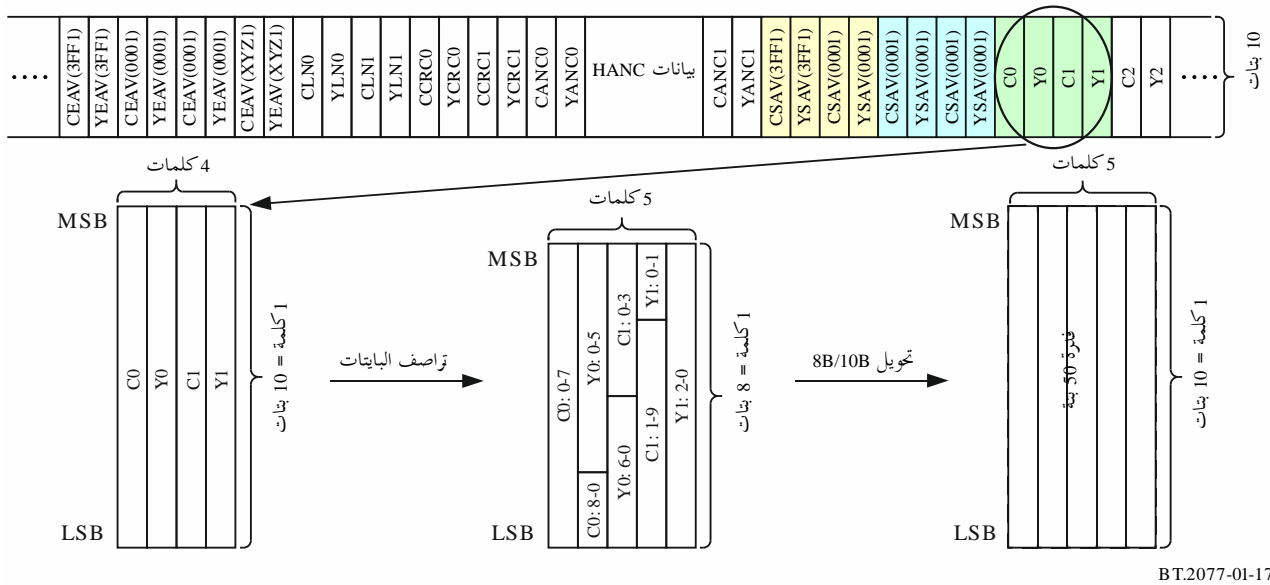 ....
CEAV(3FF1)
YEAV(3FF1)
CEAV(0001)
YEAV(0001)
CEAV(0001)
YEAV(0001)
CEAV(XYZ1)
YEAV(XYZ1)
CLN0
YLN0
CLN1
YLN1
CCRC0
YCRC0
CCRC1
YCRC1
CANC0
YANC0
بيانات HANC
CANC1
YANC1
CSAV(3FF1)
YSAV(3FF1)
CSAV(0001)
YSAV(0001)
CSAV(0001)
YSAV(0001)
CSAV(0001)
YSAV(0001)
C0
Y0
C1
Y1
C2
Y2
....
10 بتات
4 كلمات
MSB
LSB
C0
Y0
C1
Y1
1 كلمة = 10 بتات
تراصف البايتات
5 كلمات
MSB
LSB
C0: 0-7
Y0: 0-5
C0: 8-0
C1: 0-3
Y0: 6-0
Y1: 0-1
C1: 1-9
Y1: 2-0
1 كلمة = 8 بتات
تحويل 8B/10B
5 كلمات
MSB
LSB
فدرة 50 بتة
1 كلمة = 10 بتات
BT.2077-01-17